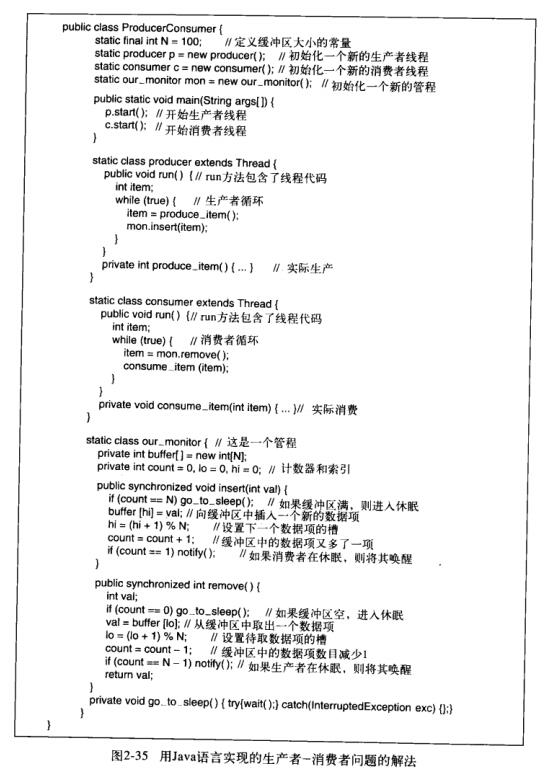 public class ProducerConsumer {
static final int N = 100; // 定义缓冲区大小的常量
static producer p = new producer(); // 初始化一个新的生产者线程
static consumer c = new consumer(); // 初始化一个新的消费者线程
static our_monitor mon = new our_monitor(); // 初始化一个新的管程
public static void main(String args[]) {
p.start(); // 开始生产者线程
c.start(); // 开始消费者线程
}
static class producer extends Thread {
public void run() { // run方法包含了线程代码
int item;
while (true) { // 生产者循环
item = produce_item();
mon.insert(item);
}
}
private int produce_item() { ... } // 实际生产
}
static class consumer extends Thread {
public void run() { // run方法包含了线程代码
int item;
while (true) { // 消费者循环
item = mon.remove();
consume_item (item);
}
}
private void consume_item(int item) { ... } // 实际消费
}
static class our_monitor { // 这是一个管程
private int buffer[ ] = new int[N];
private int count = 0, lo = 0, hi = 0; // 计数器和索引
public synchronized void insert(int val) {
if (count == N) go_to_sleep(); // 如果缓冲区满，则进入休眠
buffer [hi] = val; // 向缓冲区中插入一个新的数据项
hi = (hi + 1) % N; // 设置下一个数据项的槽
count = count + 1; // 缓冲区中的数据项又多了一项
if (count == 1) notify(); // 如果消费者在休眠，则将其唤醒
}
public synchronized int remove() {
int val;
if (count == 0) go_to_sleep(); // 如果缓冲区空，进入休眠
val = buffer [lo]; // 从缓冲区中取出一个数据项
lo = (lo + 1) % N; // 设置待取数据项的槽
count = count - 1; // 缓冲区中的数据项数目减少1
if (count == N - 1) notify(); // 如果生产者在休眠，则将其唤醒
return val;
}
private void go_to_sleep() { try{wait();} catch(InterruptedException exc) {};}
}
}
图2-35 用Java语言实现的生产者-消费者问题的解法